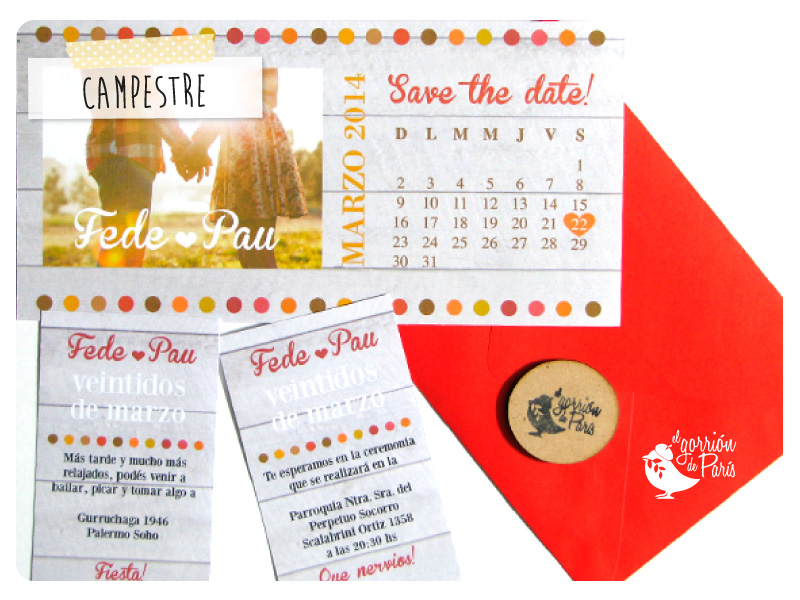 CAMPESTRE
Fede Pau
MARZO 2014
Save the date!
D L M M J V S
1
2 3 4 5 6 7 8
9 10 11 12 13 14 15
16 17 18 19 20 21 22
23 24 25 26 27 28 29
30 31
Fede Pau
veintidos
de marzo
Más tarde y mucho más
relajados, podés venir a
bailar, picar y tomar algo a
Gurruchaga 1946
Palermo Soho
Fiesta!
Fede Pau
veintidos
de marzo
Te esperamos en la ceremonia
que se realizará en la
Parroquia Ntra. Sra. del
Perpetuo Socorro
Scalabrini Ortiz 1358
a las 20:30 hs
Que nervios!
el
gorrión
de París
el
gorrión
de París